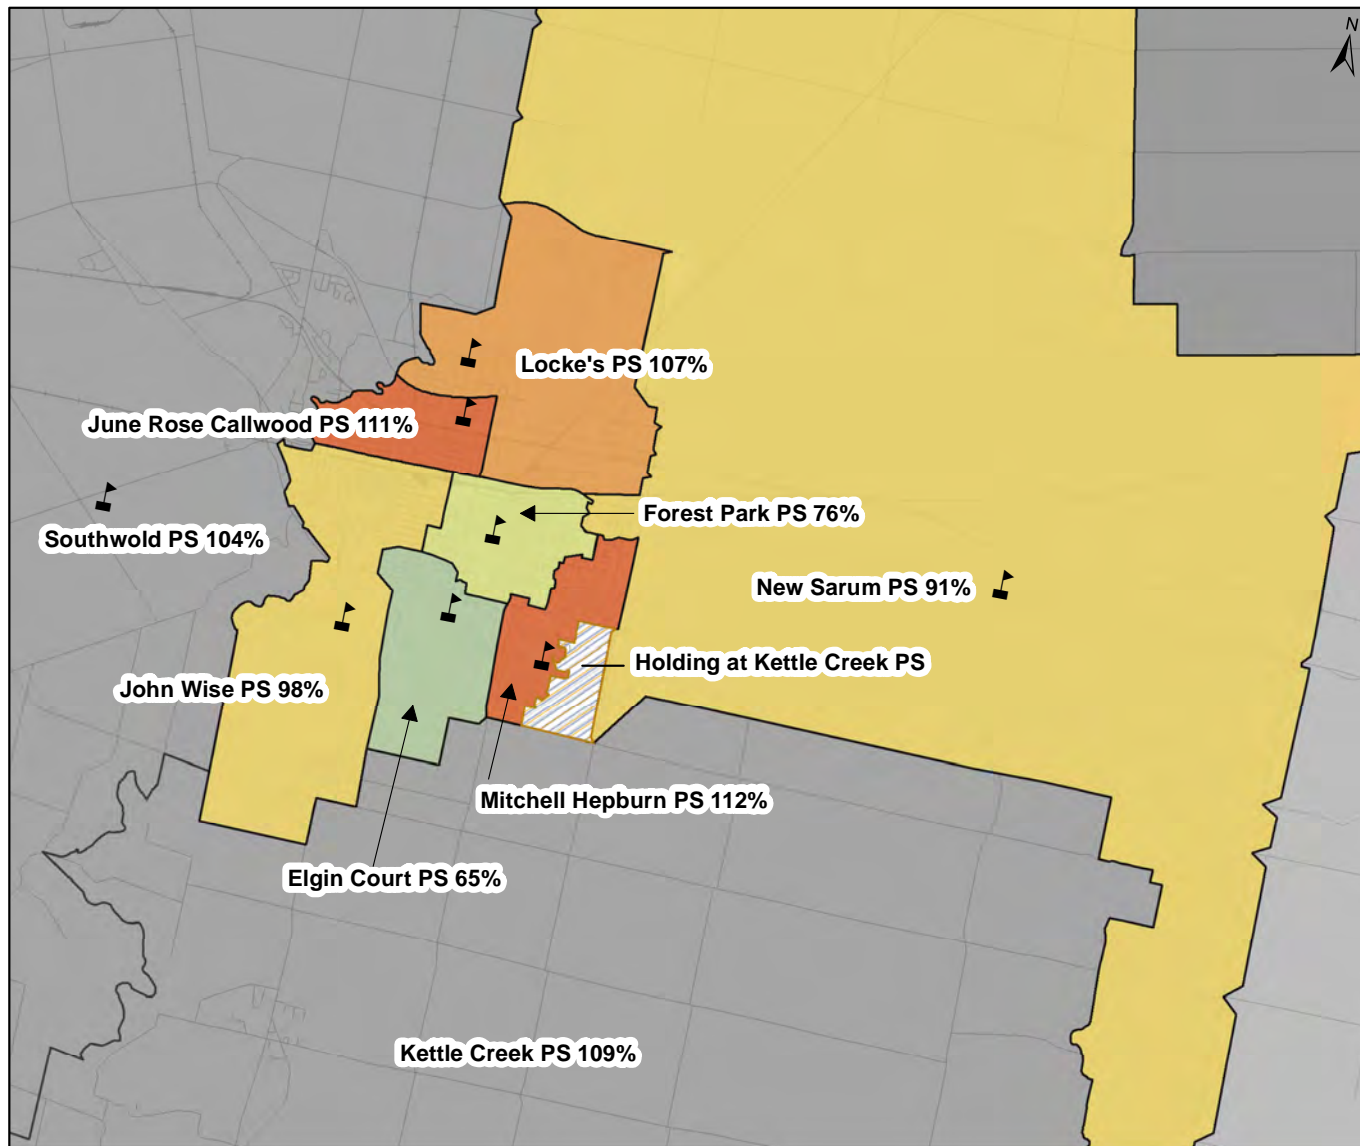 N
Locke's PS 107%
June Rose Callwood PS 111%
Forest Park PS 76%
Southwold PS 104%
New Sarum PS 91%
Holding at Kettle Creek PS
John Wise PS 98%
Mitchell Hepburn PS 112%
Elgin Court PS 65%
Kettle Creek PS 109%